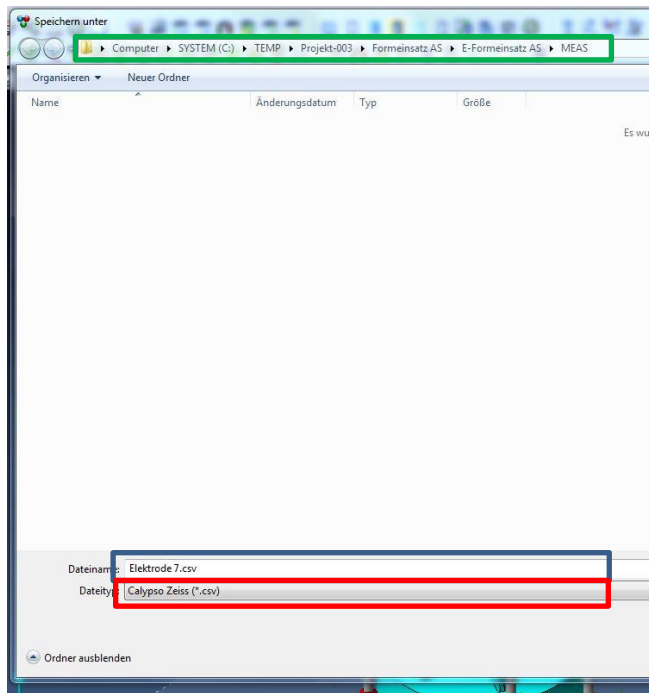 Speichern unter
Computer ▸ SYSTEM (C:) ▸ TEMP ▸ Projekt-003 ▸ Formeinsatz AS ▸ E-Formeinsatz AS ▸ MEAS
Organisieren Neuer Ordner
Name Änderungsdatum Typ Größe
Es wu
Dateiname: Elektrode 7.csv
Dateityp: Calypso Zeiss (*.csv)
Ordner ausblenden